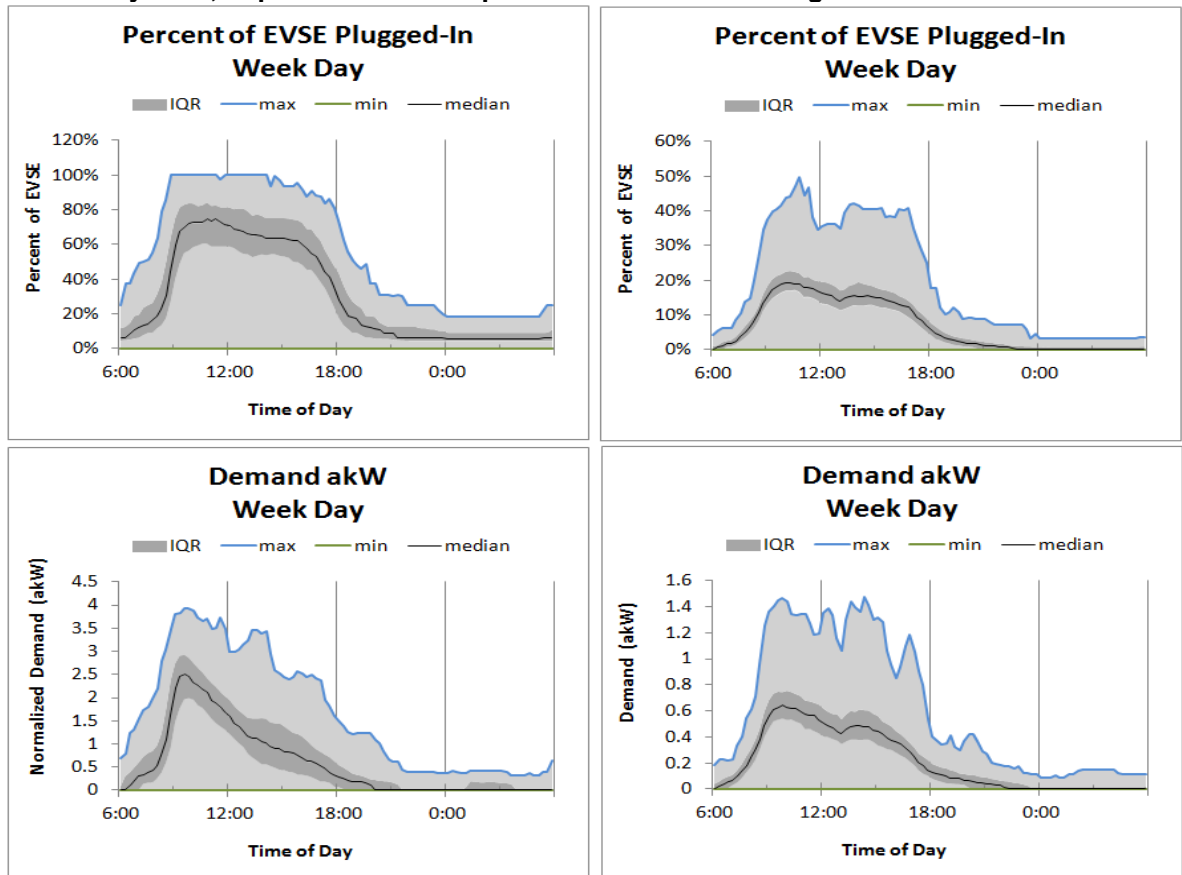 Percent of EVSE Plugged-In
Week Day
IQR max min median
120%
100%
80%
60%
40%
20%
0%
Percent of EVSE
6:00 12:00 18:00 0:00
Time of Day
Percent of EVSE Plugged-In
Week Day
IQR max min median
60%
50%
40%
30%
20%
10%
0%
Percent of EVSE
6:00 12:00 18:00 0:00
Time of Day
Demand akW
Week Day
IQR max min median
4.5
4
3.5
3
2.5
2
1.5
1
0.5
0
Normalized Demand (akW)
6:00 12:00 18:00 0:00
Time of Day
Demand akW
Week Day
IQR max min median
1.6
1.4
1.2
1
0.8
0.6
0.4
0.2
0
Demand (akW)
6:00 12:00 18:00 0:00
Time of Day